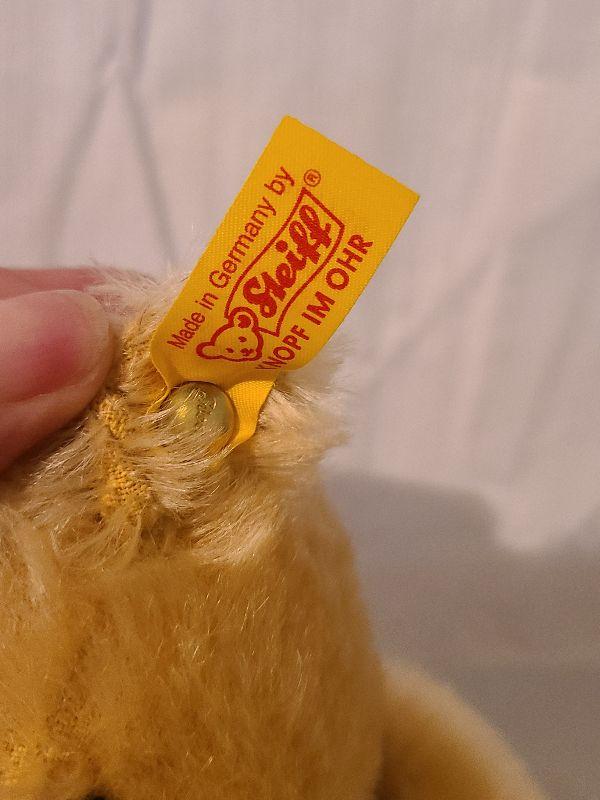 Made in Germany by
Steiff®
KNOPF IM OHR